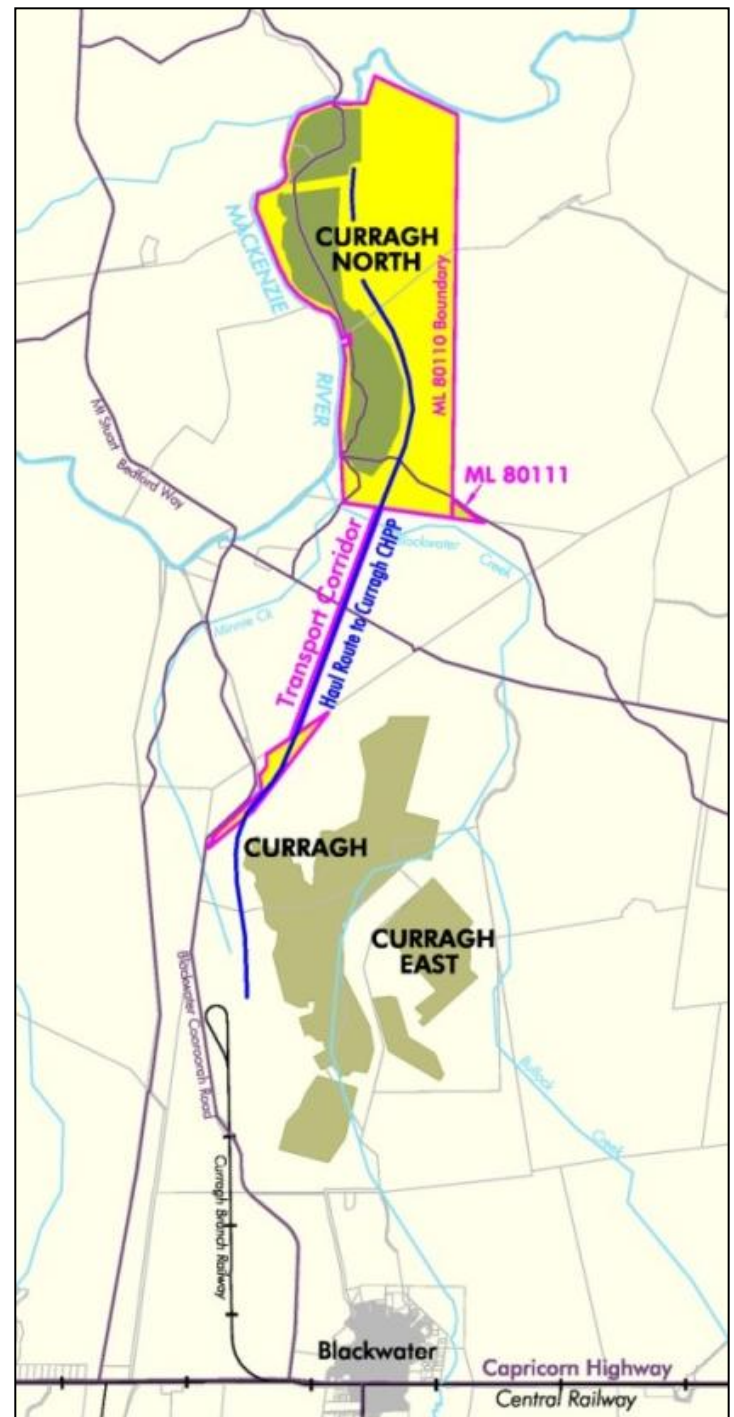 CURRAGH
NORTH
MACKENZIE
RIVER
ML 80110 Boundary
Mt Stuart
Bedford Way
ML 80111
Blackwater
Creek
Transport Corridor
Haul Route to Curragh CHPP
Minnie Ck
CURRAGH
CURRAGH
EAST
Blackwater Cooroorah Road
Bullock
Creek
Curragh Branch Railway
Blackwater
Capricorn Highway
Central Railway